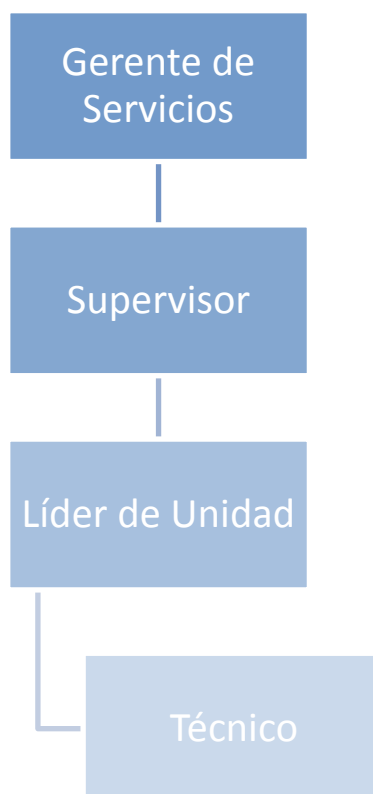 Gerente de
Servicios
Supervisor
Líder de Unidad
Técnico